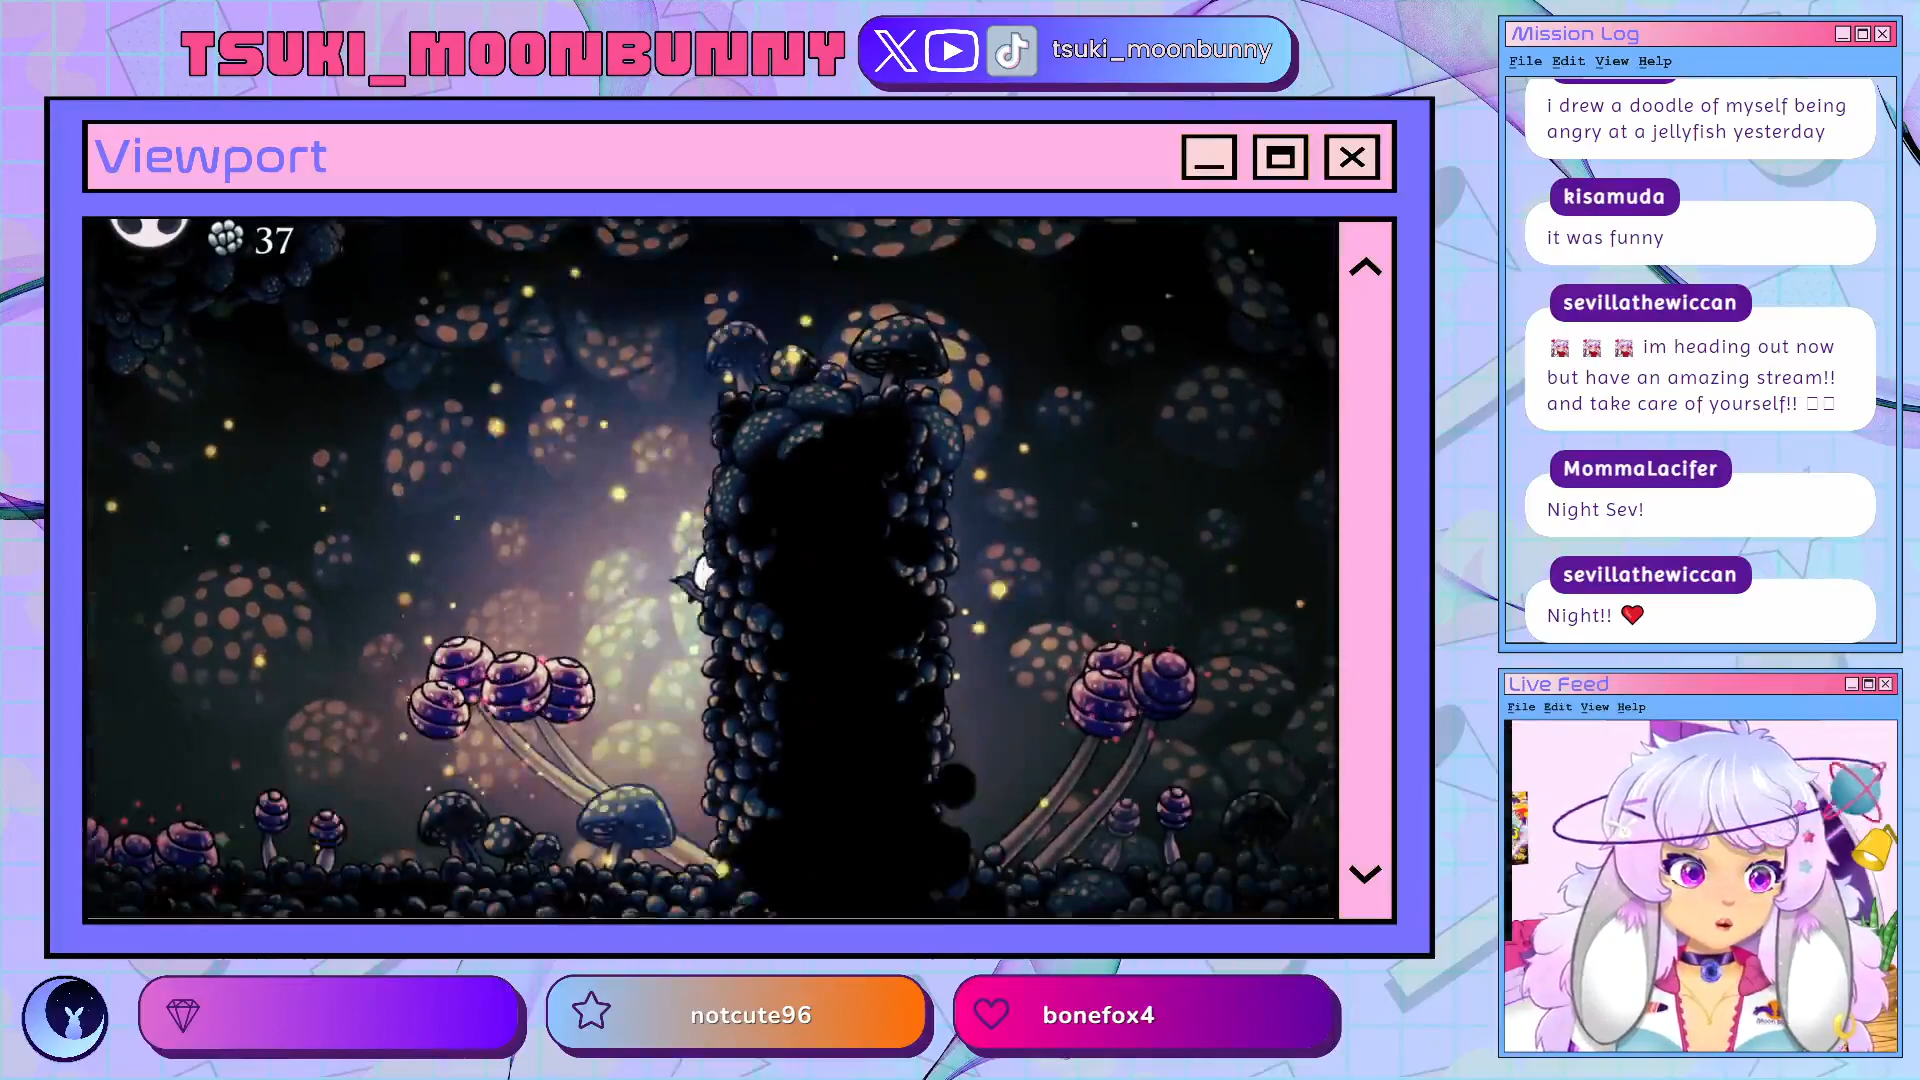 TSUKI_MOONBUNNY
tsuki_moonbunny
Viewport
37
Mission Log
File Edit View Help
i drew a doodle of myself being
angry at a jellyfish yesterday
kisamuda
it was funny
sevillathewiccan
im heading out now
but have an amazing stream!!
and take care of yourself!!
MommaLacifer
Night Sev!
sevillathewiccan
Night!! ❤️
Live Feed
File Edit View Help
notcute96
bonefox4